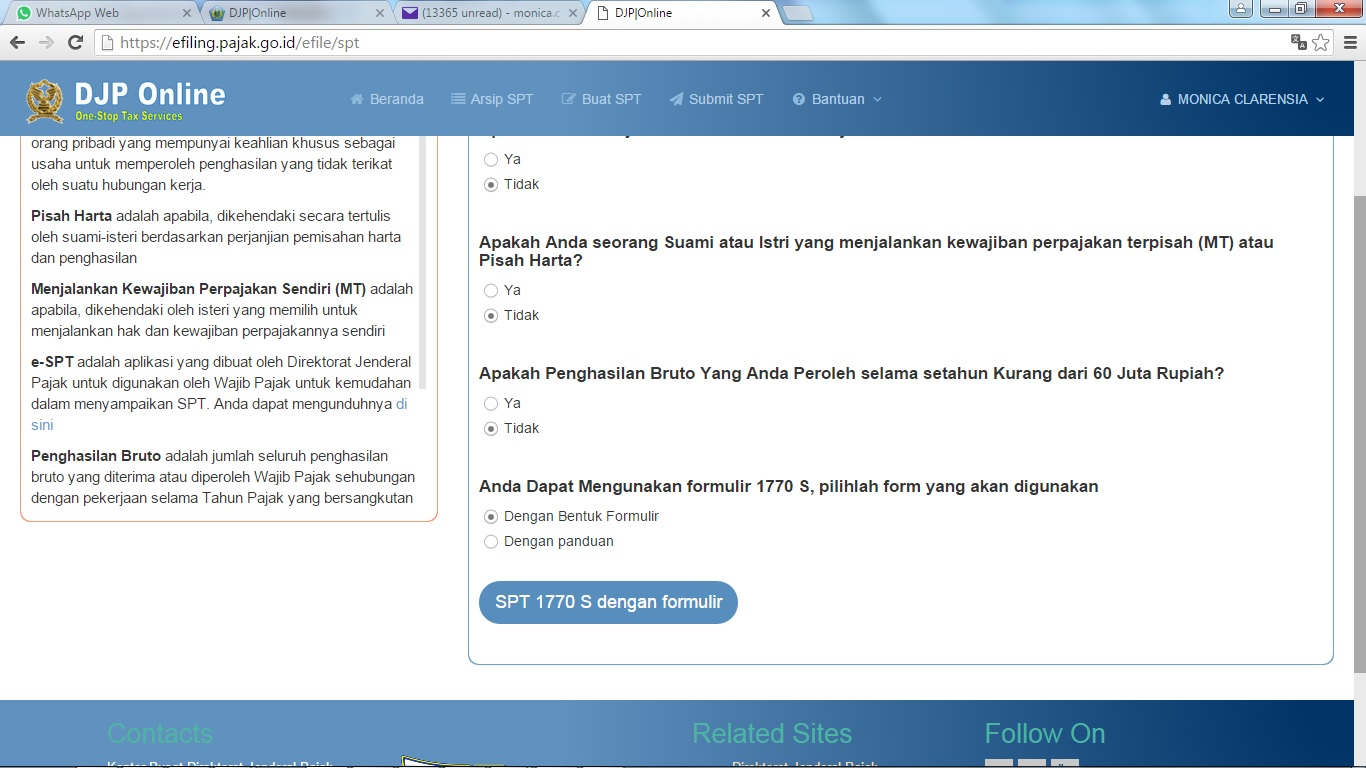 WhatsApp Web
DJP|Online
(13365 unread) - monica.c
DJP|Online
https://efiling.pajak.go.id/efile/spt
DJP Online
One-Stop Tax Services
Beranda
Arsip SPT
Buat SPT
Submit SPT
Bantuan
MONICA CLARENSIA
orang pribadi yang mempunyai keahlian khusus sebagai
usaha untuk memperoleh penghasilan yang tidak terikat
oleh suatu hubungan kerja.
Pisah Harta adalah apabila, dikehendaki secara tertulis
oleh suami-isteri berdasarkan perjanjian pemisahan harta
dan penghasilan
Menjalankan Kewajiban Perpajakan Sendiri (MT) adalah
apabila, dikehendaki oleh isteri yang memilih untuk
menjalankan hak dan kewajiban perpajakannya sendiri
e-SPT adalah aplikasi yang dibuat oleh Direktorat Jenderal
Pajak untuk digunakan oleh Wajib Pajak untuk kemudahan
dalam menyampaikan SPT. Anda dapat mengunduhnya di
sini
Penghasilan Bruto adalah jumlah seluruh penghasilan
bruto yang diterima atau diperoleh Wajib Pajak sehubungan
dengan pekerjaan selama Tahun Pajak yang bersangkutan
Ya
Tidak
Apakah Anda seorang Suami atau Istri yang menjalankan kewajiban perpajakan terpisah (MT) atau
Pisah Harta?
Ya
Tidak
Apakah Penghasilan Bruto Yang Anda Peroleh selama setahun Kurang dari 60 Juta Rupiah?
Ya
Tidak
Anda Dapat Mengunakan formulir 1770 S, pilihlah form yang akan digunakan
Dengan Bentuk Formulir
Dengan panduan
SPT 1770 S dengan formulir
Contacts
Related Sites
Follow On
Kantor Pusat Direktorat Jenderal Pajak
Direktorat Jenderal Pajak